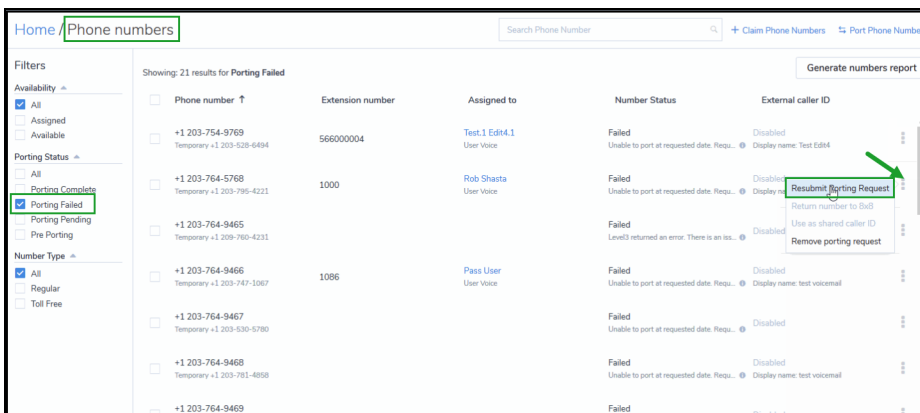 Home / Phone numbers
Search Phone Number
+ Claim Phone Numbers
Port Phone Numbe
Filters
Availability
All
Assigned
Available
Porting Status
All
Porting Complete
Porting Failed
Porting Pending
Pre Porting
Number Type
All
Regular
Toll Free
Showing: 21 results for Porting Failed
Generate numbers report
Phone number ↑ Extension number Assigned to Number Status External caller ID
+1 203-754-9769 566000004 Test.1 Edit4.1 Failed Disabled
Temporary +1 203-528-6494 User Voice Unable to port at requested date. Requ... Display name: Test Edit4
+1 203-764-5768 1000 Rob Shasta Failed Disabled
Temporary +1 203-795-4221 User Voice Unable to port at requested date. Requ... Display na
Resubmit Porting Request
Return number to 8x8
Use as shared caller ID
Remove porting request
+1 203-764-9465 Failed Disabled
Temporary +1 209-760-4231 Level3 returned an error. There is an iss...
+1 203-764-9466 1086 Pass User Failed Disabled
Temporary +1 203-747-1067 User Voice Unable to port at requested date. Requ... Display name: test voicemail
+1 203-764-9467 Failed Disabled
Temporary +1 203-530-5780 Unable to port at requested date. Requ...
+1 203-764-9468 Failed Disabled
Temporary +1 203-781-4858 Unable to port at requested date. Requ... Display name: test voicemail
+1 203-764-9469 Failed